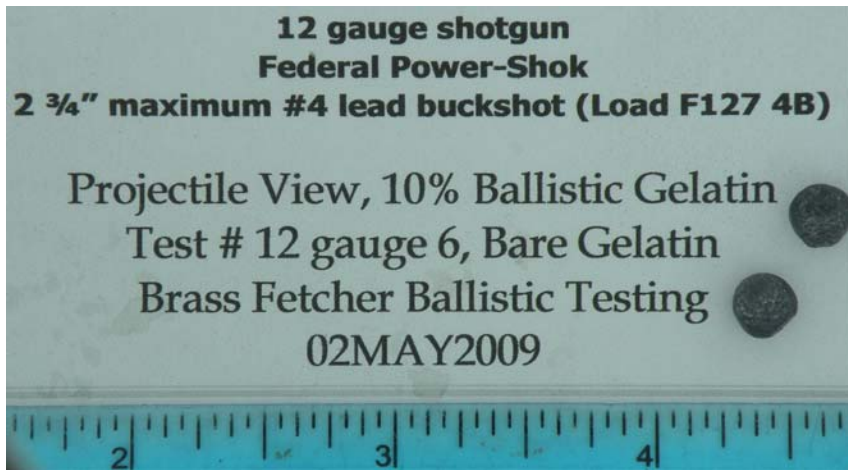 12 gauge shotgun
Federal Power-Shok
2 ¾” maximum #4 lead buckshot (Load F127 4B)
Projectile View, 10% Ballistic Gelatin
Test # 12 gauge 6, Bare Gelatin
Brass Fetcher Ballistic Testing
02MAY2009
2 3 4